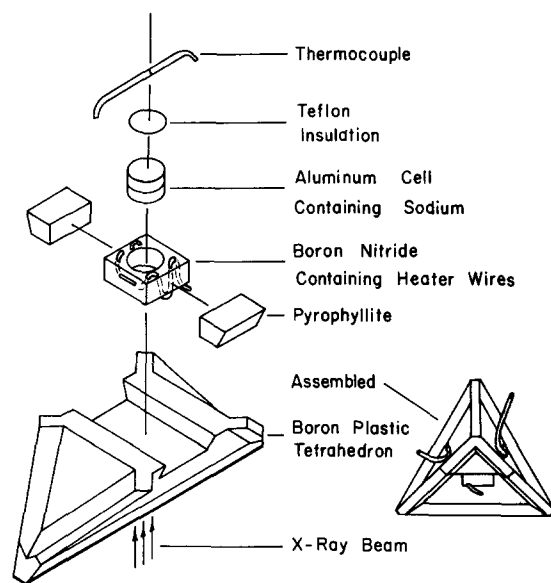 Thermocouple
Teflon
Insulation
Aluminum Cell
Containing Sodium
Boron Nitride
Containing Heater Wires
Pyrophyllite
Assembled
Boron Plastic
Tetrahedron
X-Ray Beam